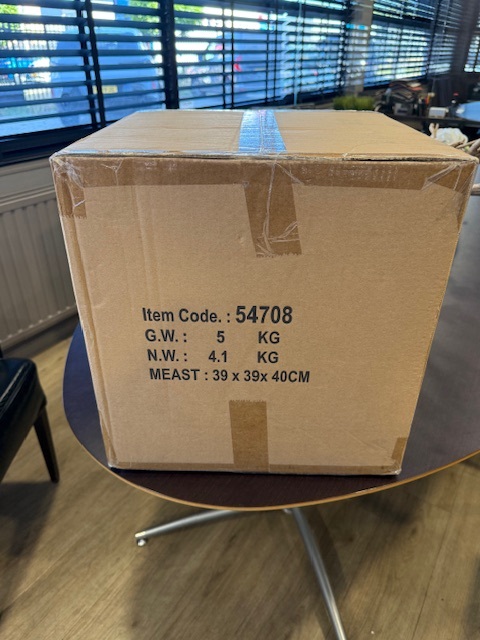 Item Code. : 54708
G.W. : 5 KG
N.W. : 4.1 KG
MEAST : 39 x 39x 40CM